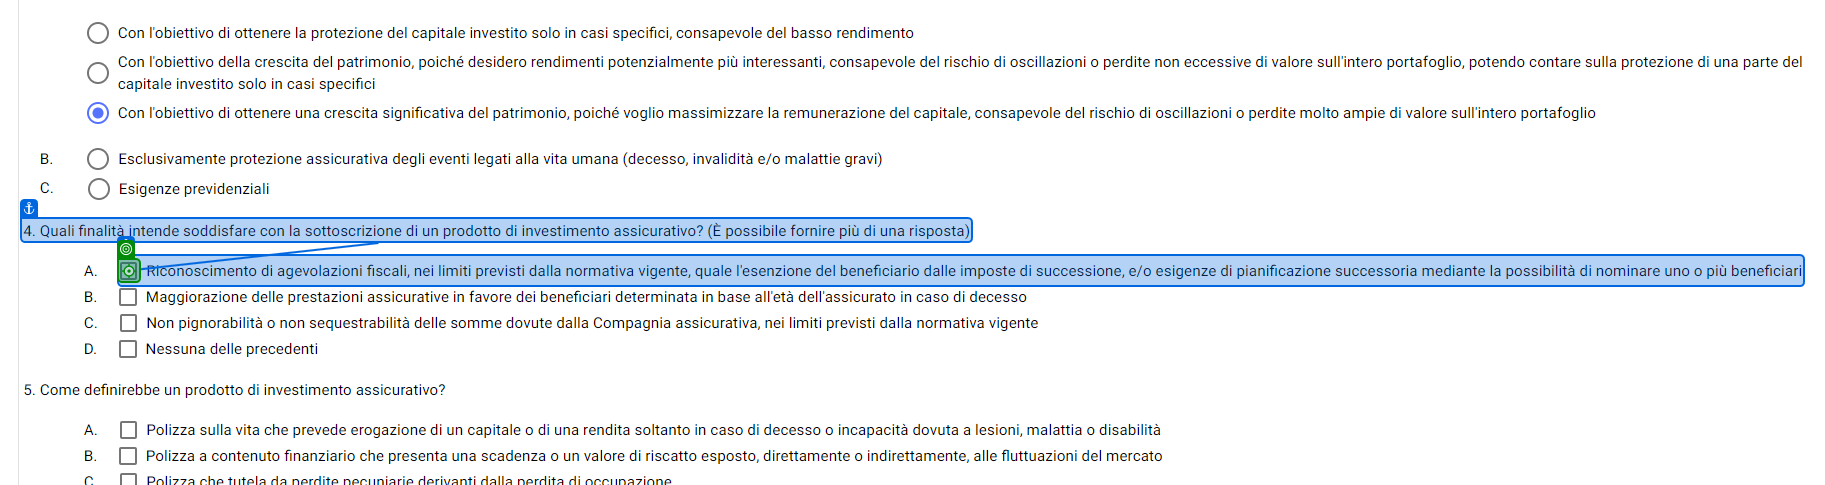 Con l'obiettivo di ottenere la protezione del capitale investito solo in casi specifici, consapevole del basso rendimento
Con l'obiettivo della crescita del patrimonio, poiché desidero rendimenti potenzialmente più interessanti, consapevole del rischio di oscillazioni o perdite non eccessive di valore sull'intero portafoglio, potendo contare sulla protezione di una parte del
capitale investito solo in casi specifici
Con l'obiettivo di ottenere una crescita significativa del patrimonio, poiché voglio massimizzare la remunerazione del capitale, consapevole del rischio di oscillazioni o perdite molto ampie di valore sull'intero portafoglio
B. Esclusivamente protezione assicurativa degli eventi legati alla vita umana (decesso, invalidità e/o malattie gravi)
C. Esigenze previdenziali
4. Quali finalità intende soddisfare con la sottoscrizione di un prodotto di investimento assicurativo? (È possibile fornire più di una risposta)
A. Riconoscimento di agevolazioni fiscali, nei limiti previsti dalla normativa vigente, quale l'esenzione del beneficiario dalle imposte di successione, e/o esigenze di pianificazione successoria mediante la possibilità di nominare uno o più beneficiari
B. Maggiorazione delle prestazioni assicurative in favore dei beneficiari determinata in base all'età dell'assicurato in caso di decesso
C. Non pignorabilità o non sequestrabilità delle somme dovute dalla Compagnia assicurativa, nei limiti previsti dalla normativa vigente
D. Nessuna delle precedenti
5. Come definirebbe un prodotto di investimento assicurativo?
A. Polizza sulla vita che prevede erogazione di un capitale o di una rendita soltanto in caso di decesso o incapacità dovuta a lesioni, malattia o disabilità
B. Polizza a contenuto finanziario che presenta una scadenza o un valore di riscatto esposto, direttamente o indirettamente, alle fluttuazioni del mercato
C. Polizza che tutela da perdite pecuniarie derivanti dalla perdita di occupazione